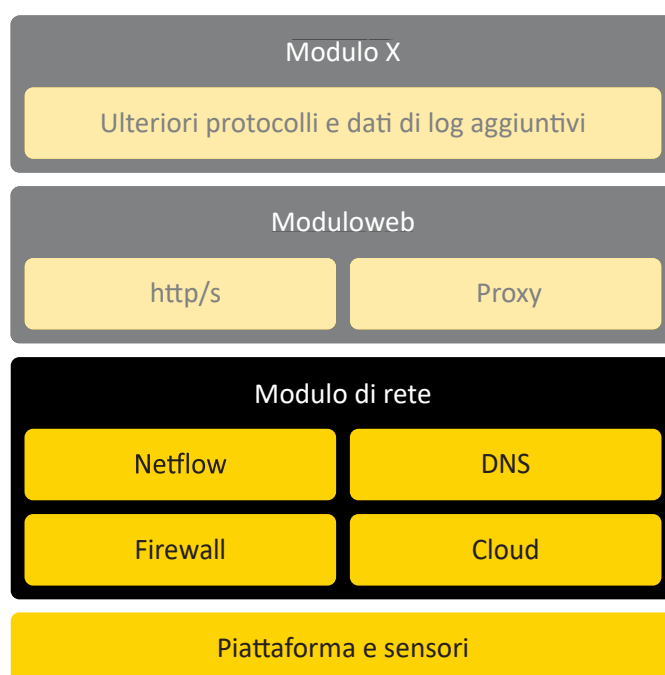 Modulo X
Ulteriori protocolli e dati di log aggiuntivi
Moduloweb
http/s
Proxy
Modulo di rete
Netflow
DNS
Firewall
Cloud
Piattaforma e sensori